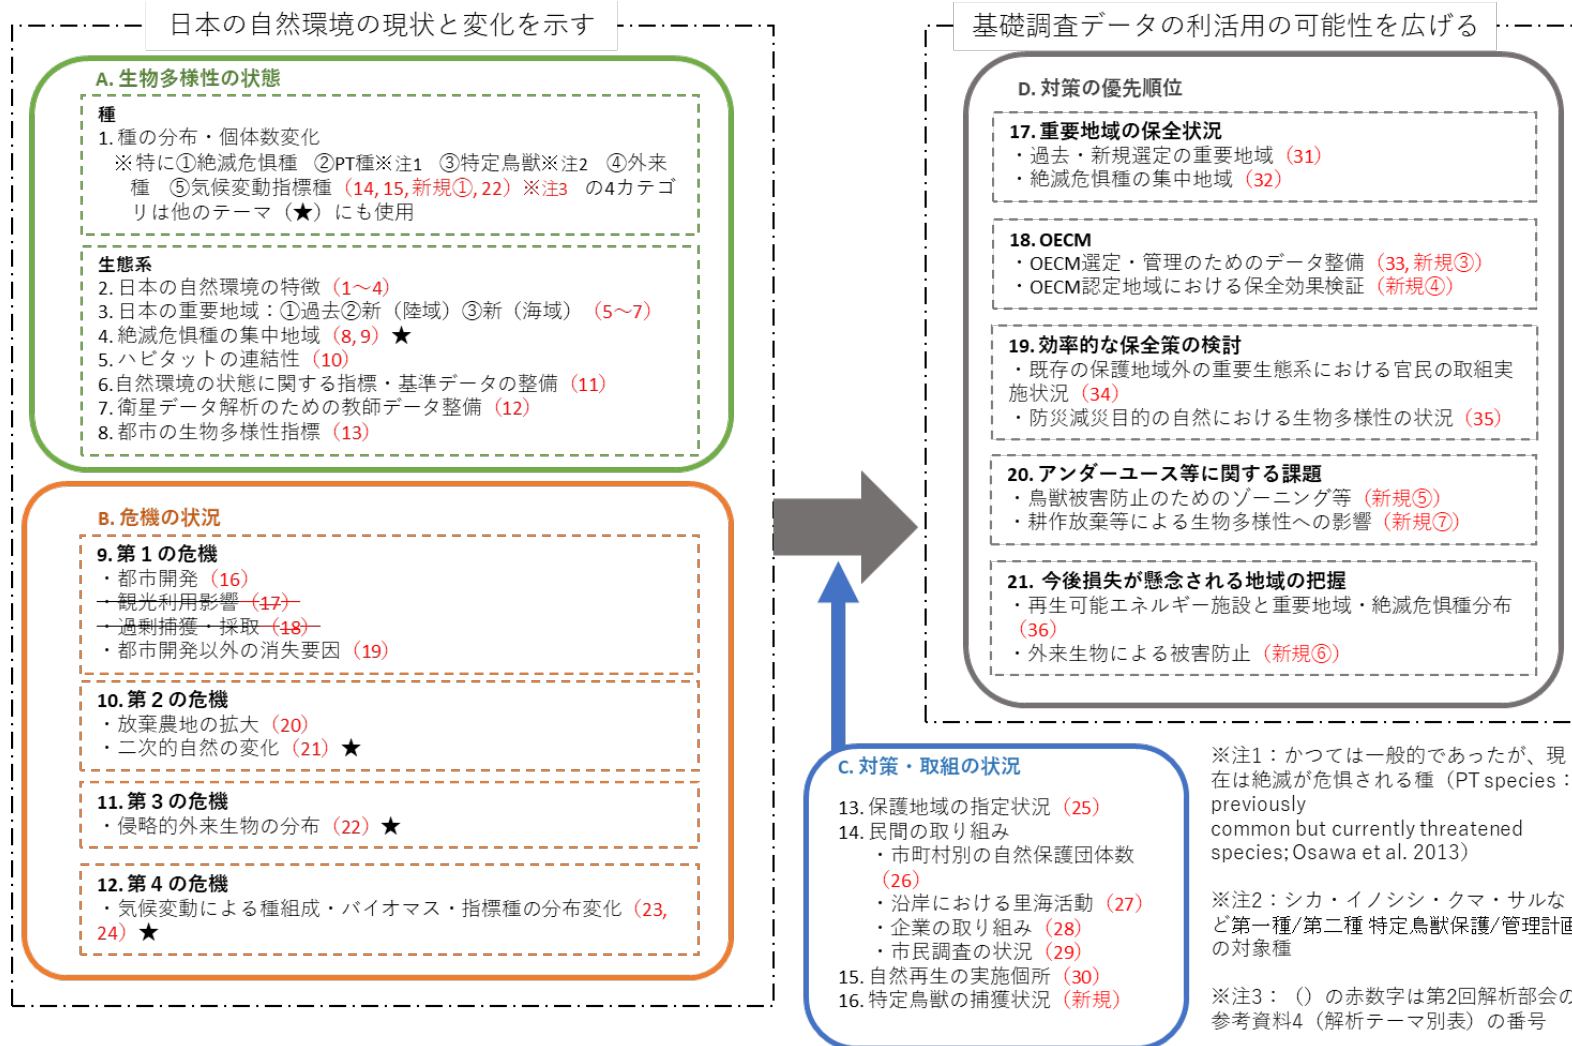 日本の自然環境の現状と変化を示す
A. 生物多様性の状態
種
1. 種の分布・個体数変化
※特に①絶滅危惧種 ②PT種※注1 ③特定鳥獣※注2 ④外来
種 ⑤気候変動指標種（14, 15, 新規①, 22）※注3 の4カテゴ
リは他のテーマ（★）にも使用
生態系
2. 日本の自然環境の特徴（1～4）
3. 日本の重要地域：①過去②新（陸域）③新（海域）（5～7）
4. 絶滅危惧種の集中地域（8, 9）★
5. ハビタットの連結性（10）
6. 自然環境の状態に関する指標・基準データの整備（11）
7. 衛星データ解析のための教師データ整備（12）
8. 都市の生物多様性指標（13）
B. 危機の状況
9. 第１の危機
・都市開発（16）
・観光利用影響（17）
・過剰捕獲・採取（18）
・都市開発以外の消失要因（19）
10. 第２の危機
・放棄農地の拡大（20）
・二次的自然の変化（21）★
11. 第３の危機
・侵略的外来生物の分布（22）★
12. 第４の危機
・気候変動による種組成・バイオマス・指標種の分布変化（23,
24）★
基礎調査データの利活用の可能性を広げる
D. 対策の優先順位
17. 重要地域の保全状況
・過去・新規選定の重要地域（31）
・絶滅危惧種の集中地域（32）
18. OECM
・OECM選定・管理のためのデータ整備（33, 新規③）
・OECM認定地域における保全効果検証（新規④）
19. 効率的な保全策の検討
・既存の保護地域外の重要生態系における官民の取組実
施状況（34）
・防災減災目的の自然における生物多様性の状況（35）
20. アンダーユース等に関する課題
・鳥獣被害防止のためのゾーニング等（新規⑤）
・耕作放棄等による生物多様性への影響（新規⑦）
21. 今後損失が懸念される地域の把握
・再生可能エネルギー施設と重要地域・絶滅危惧種分布
（36）
・外来生物による被害防止（新規⑥）
C. 対策・取組の状況
13. 保護地域の指定状況（25）
14. 民間の取り組み
・市町村別の自然保護団体数
（26）
・沿岸における里海活動（27）
・企業の取り組み（28）
・市民調査の状況（29）
15. 自然再生の実施個所（30）
16. 特定鳥獣の捕獲状況（新規）
※注1：かつては一般的であったが、現
在は絶滅が危惧される種（PT species：
previously
common but currently threatened
species; Osawa et al. 2013）
※注2：シカ・イノシシ・クマ・サルな
ど第一種/第二種 特定鳥獣保護/管理計画
の対象種
※注3：（）の赤数字は第2回解析部会の
参考資料4（解析テーマ別表）の番号